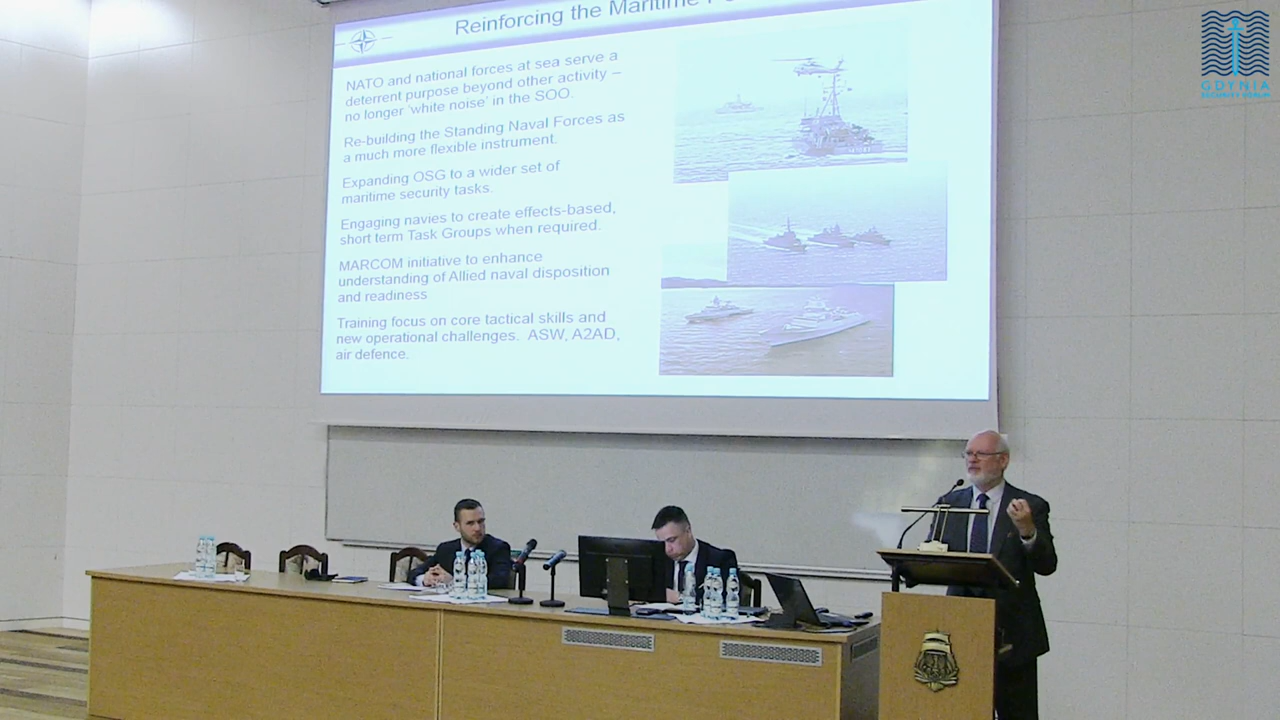 Reinforcing the Maritime
NATO and national forces at sea serve a
deterrent purpose beyond other activity –
no longer 'white noise' in the SOO.
Re-building the Standing Naval Forces as
a much more flexible instrument.
Expanding OSG to a wider set of
maritime security tasks.
Engaging navies to create effects-based,
short term Task Groups when required.
MARCOM initiative to enhance
understanding of Allied naval disposition
and readiness
Training focus on core tactical skills and
new operational challenges. ASW, A2AD,
air defence.
GDYNIA
SECURITY FORUM